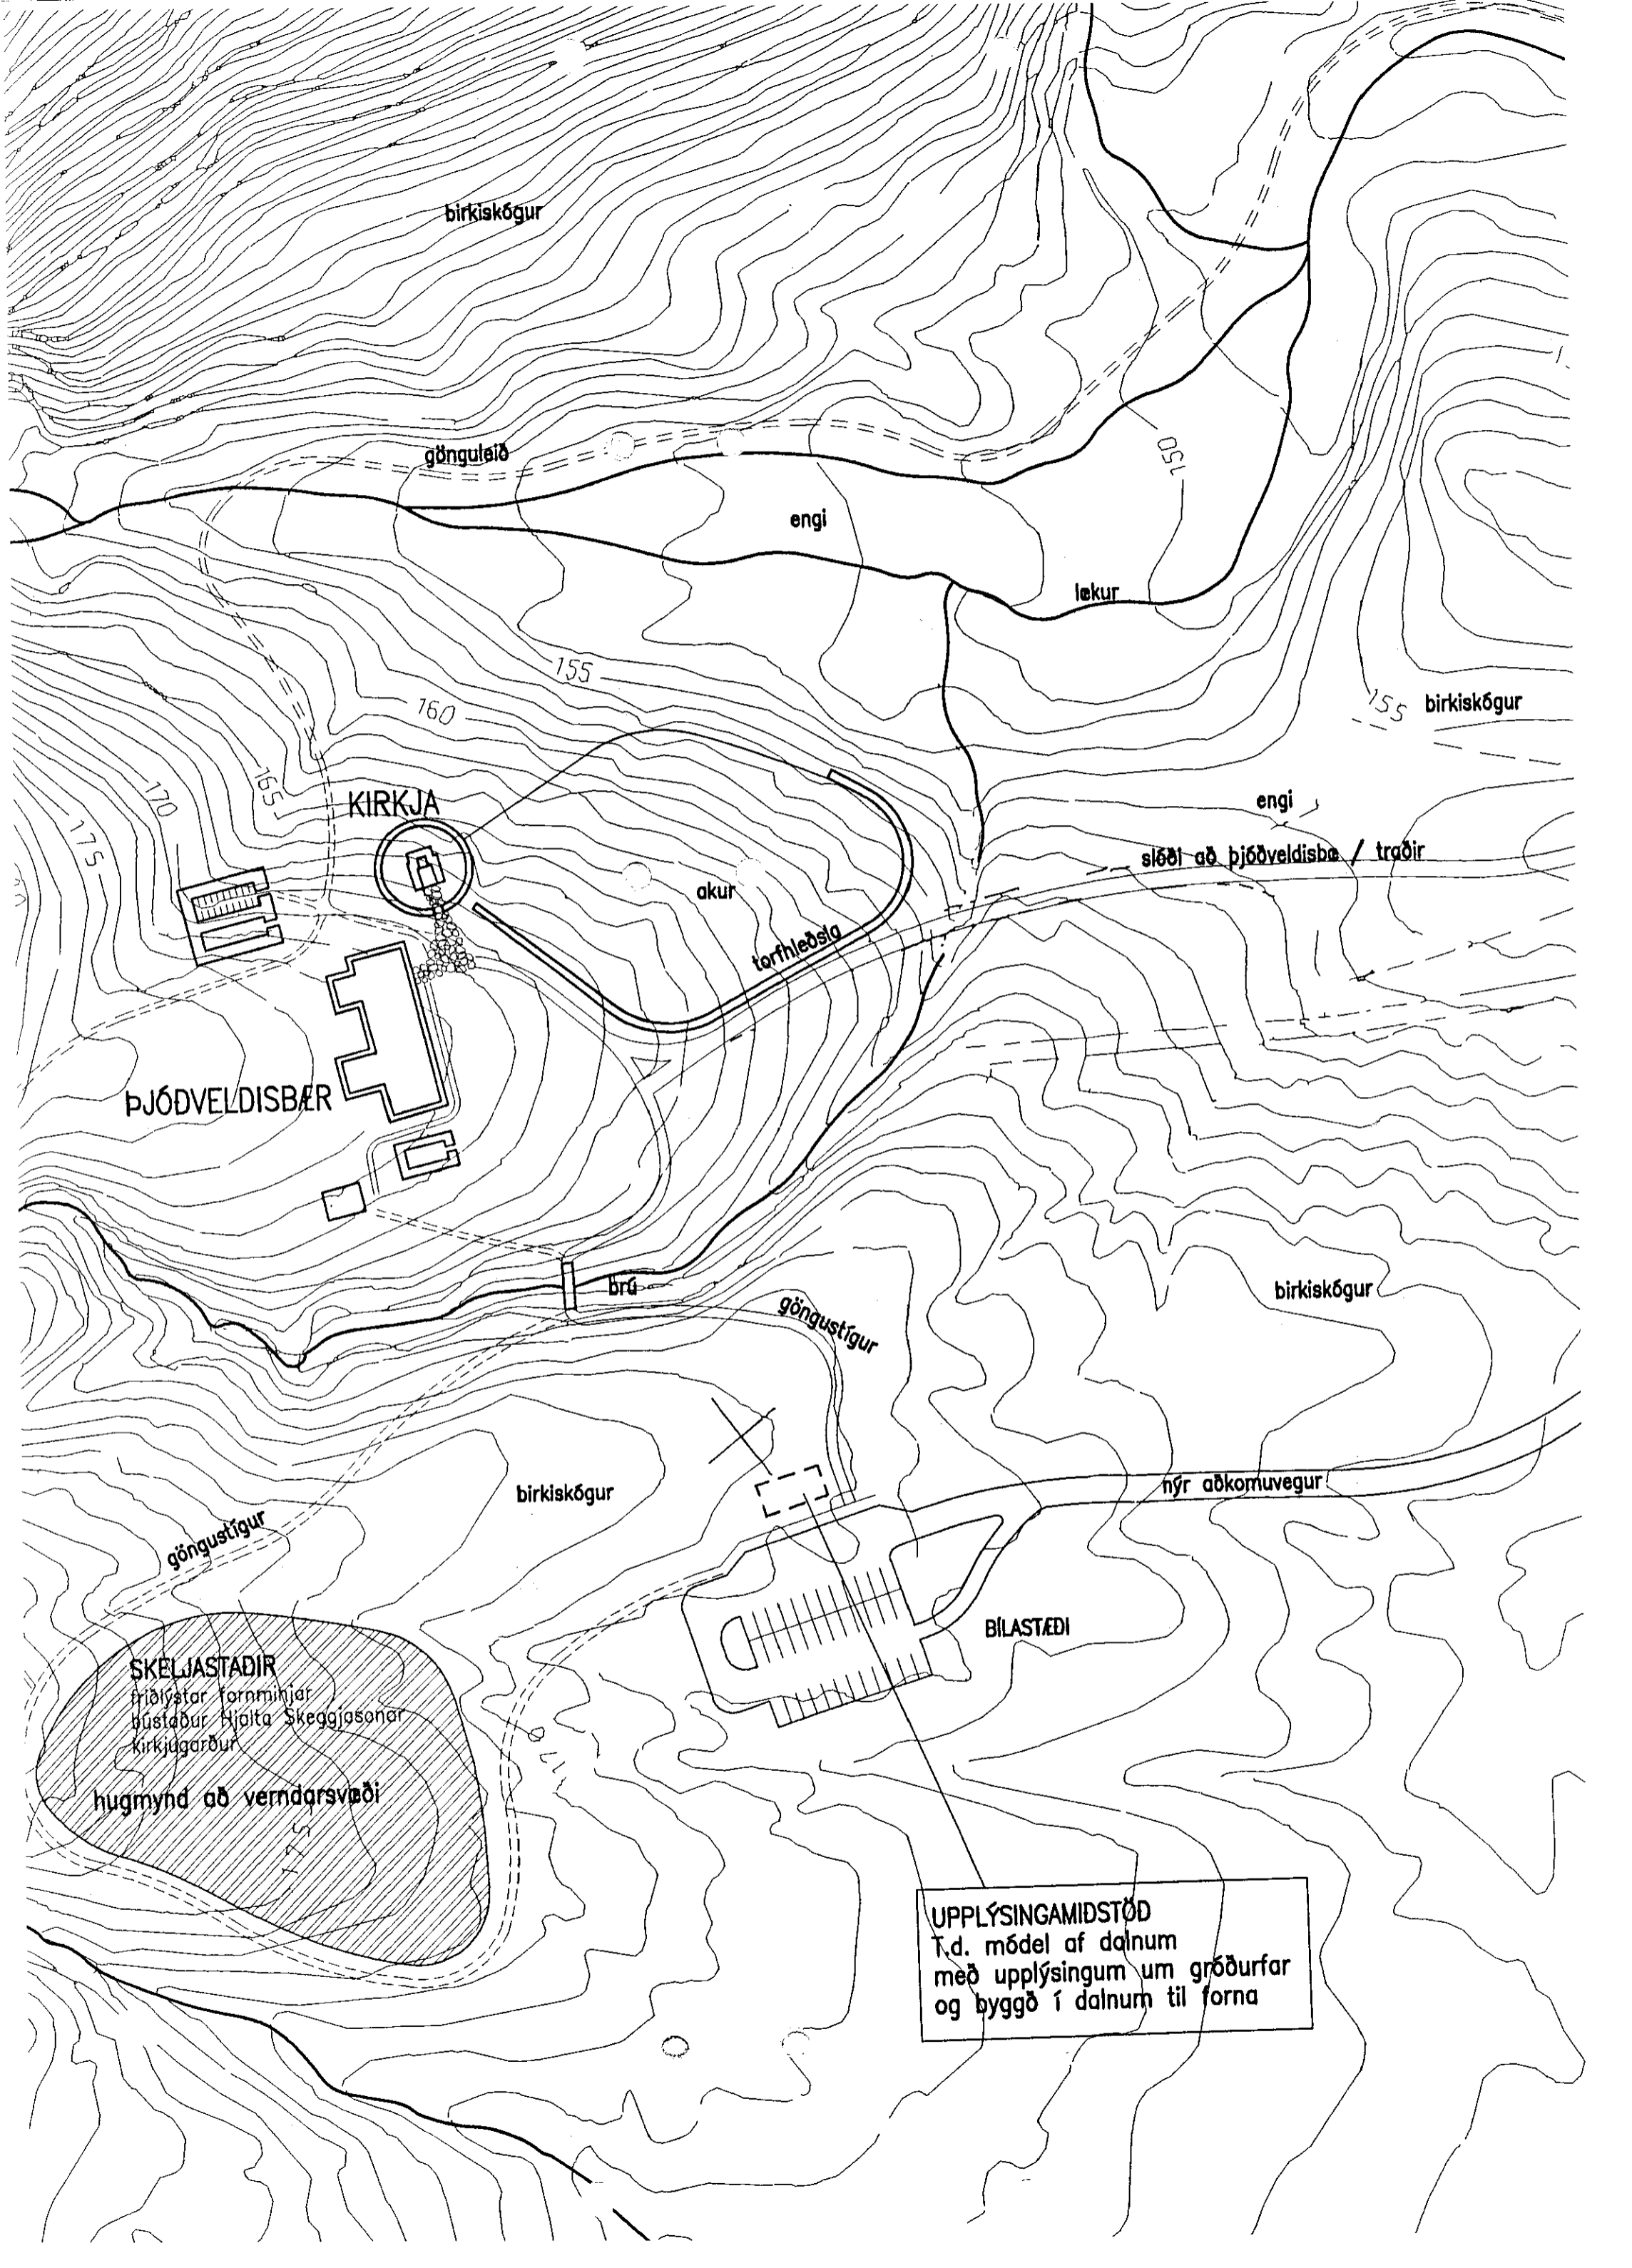 birkiskógur
gönguleið
150
engi
lækur
155
155
birkiskógur
160
165
170
175
KIRKJA
engi
slóði að þjóðveldisbæ / traðir
akur
torfhleðsla
ÞJÓÐVELDISBÆR
brú
göngustígur
birkiskógur
nýr aðkomuvegur
birkiskógur
göngustígur
BÍLASTÆÐI
SKELJASTAÐIR
friðlýstar fornminjar
bústaður Hjalta Skeggjasonar
kirkjugarður
hugmynd að verndarsvæði
170
175
UPPLÝSINGAMIÐSTÖÐ
T.d. módel af dalnum
með upplýsingum um gróðurfar
og byggð í dalnum til forna